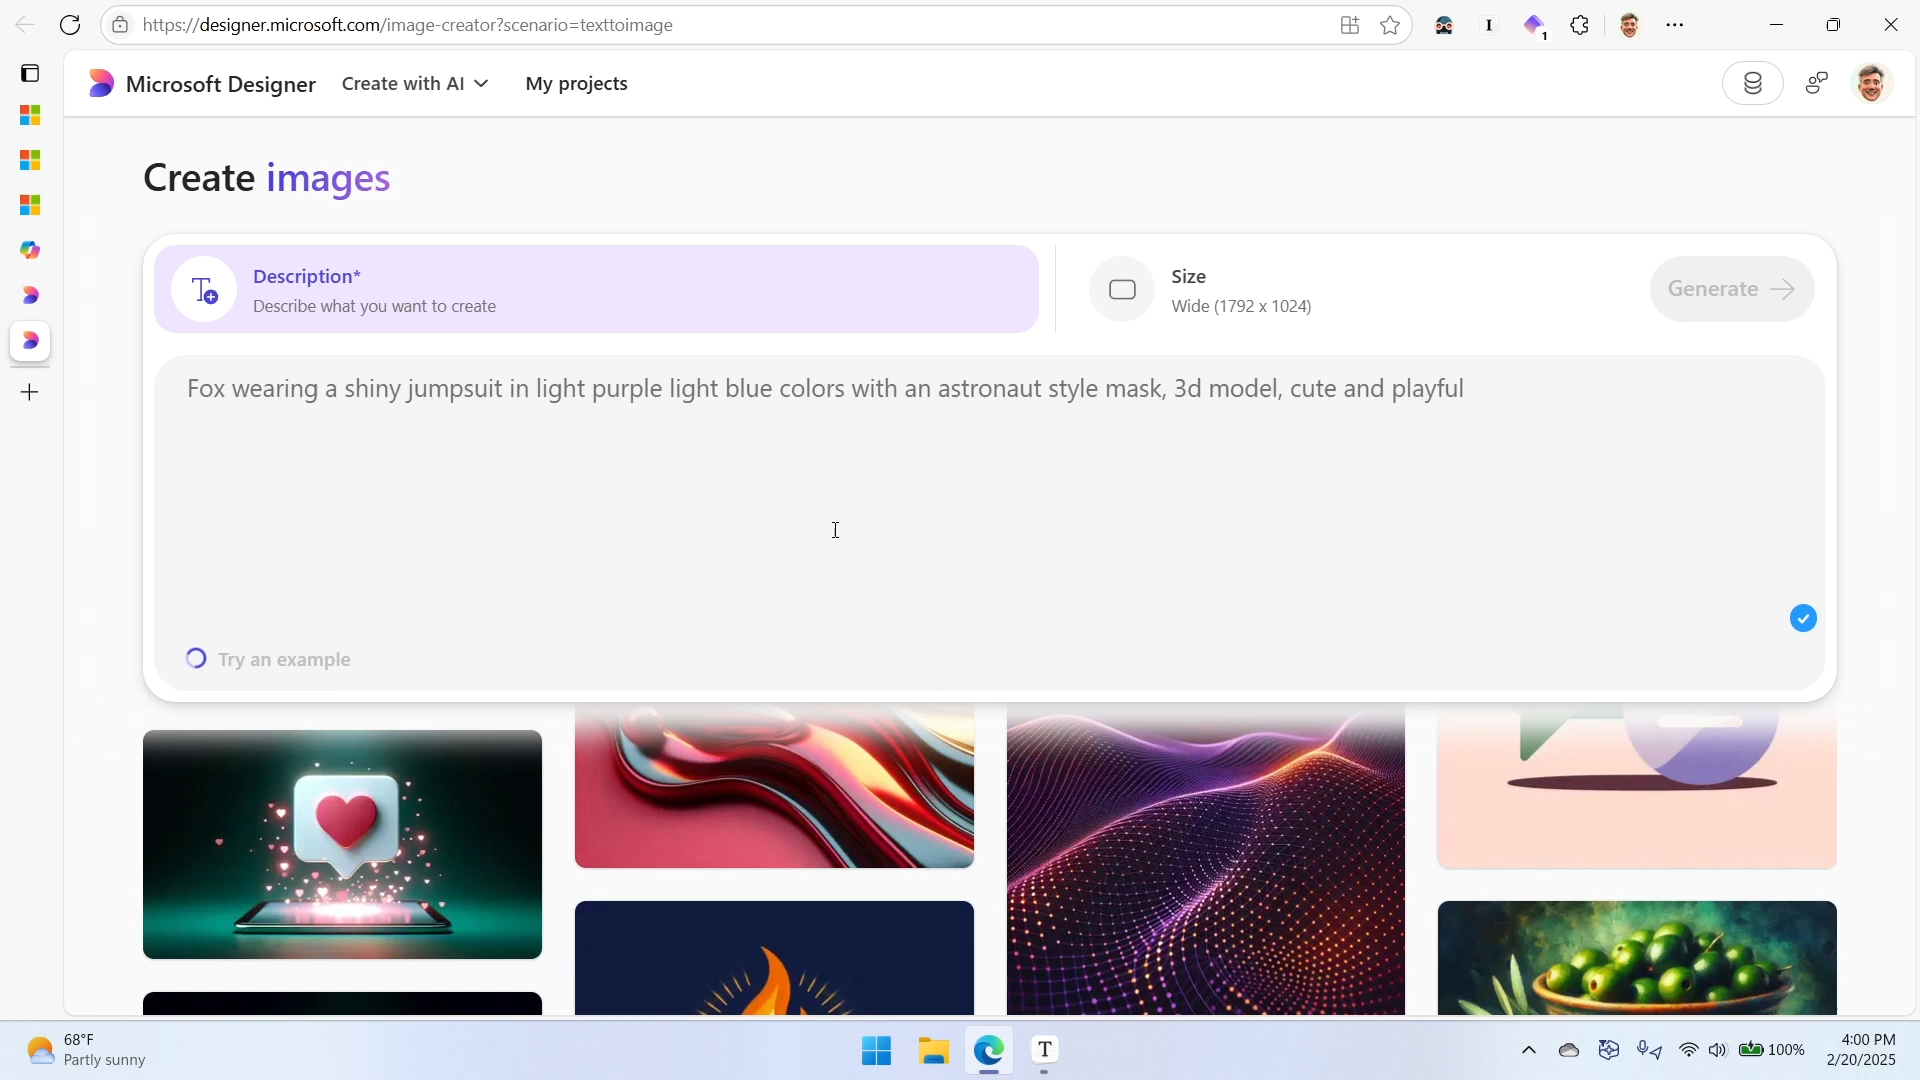 https://designer.microsoft.com/image-creator?scenario=texttoimage
1
Microsoft Designer
Create with AI
My projects
Create images
Description*
Describe what you want to create
Size
Wide (1792 x 1024)
Generate
Fox wearing a shiny jumpsuit in light purple light blue colors with an astronaut style mask, 3d model, cute and playful
Try an example
68°F
Partly sunny
100%
4:00 PM
2/20/2025